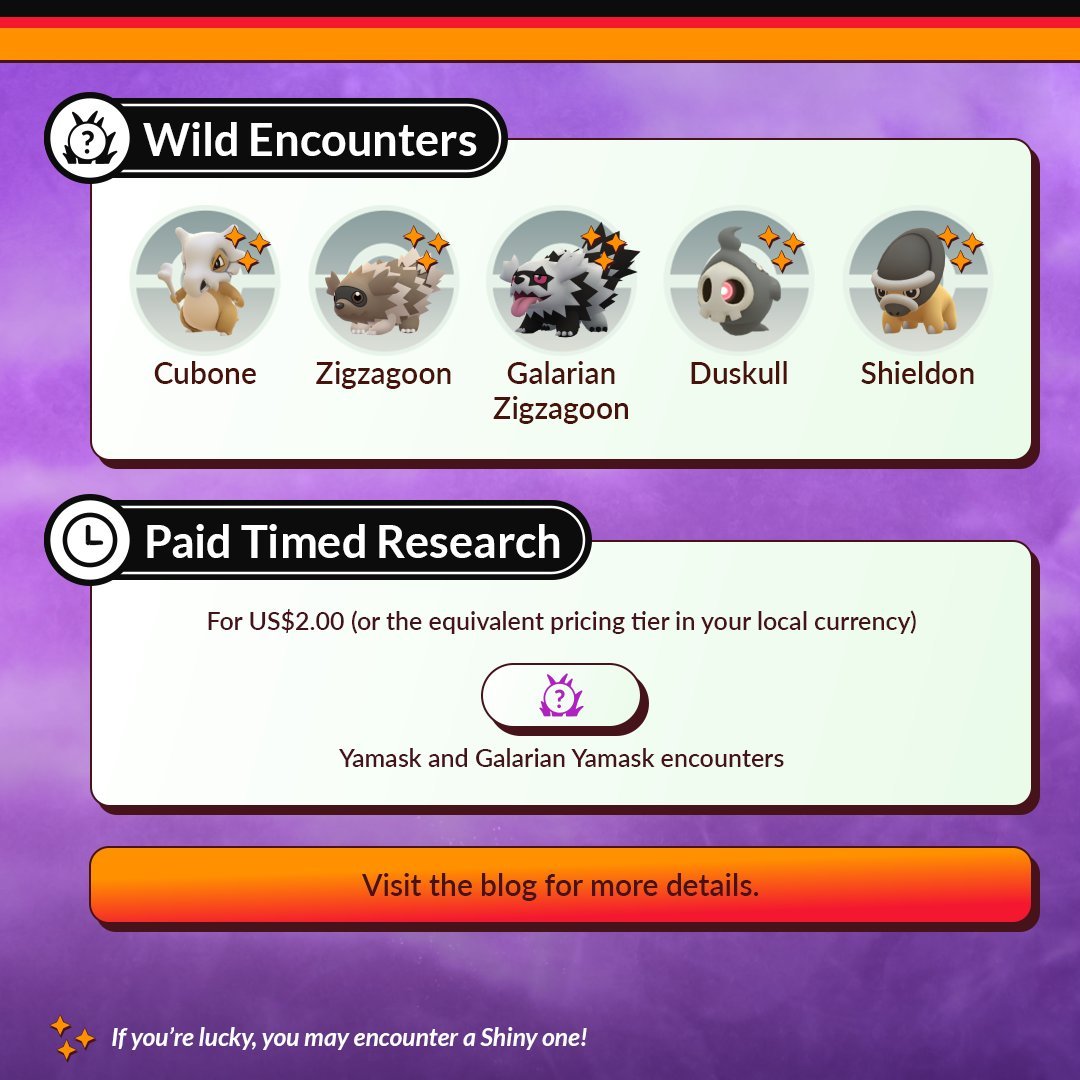 ?
Wild Encounters
Cubone
Zigzagoon
Galarian
Zigzagoon
Duskull
Shieldon
Paid Timed Research
For US$2.00 (or the equivalent pricing tier in your local currency)
?
Yamask and Galarian Yamask encounters
Visit the blog for more details.
If you’re lucky, you may encounter a Shiny one!